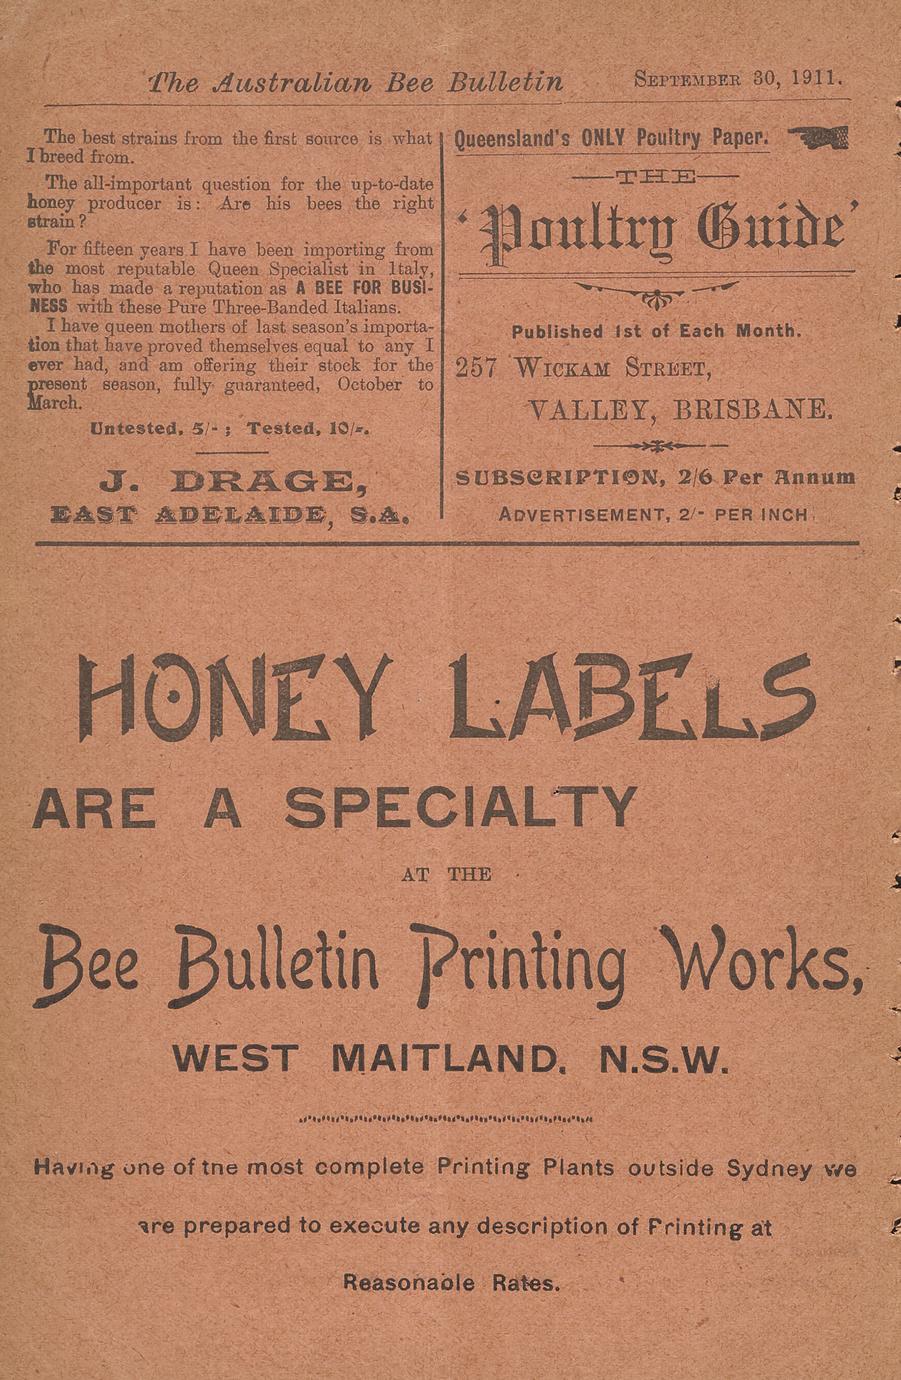 The Australian Bee Bulletin
SEPTEMBER 30, 1911.
The best strains from the first source is what
I breed from.
The all-important question for the up-to-date
honey producer is: Are his bees the right
strain?
For fifteen years I have been importing from
the most reputable Queen Specialist in Italy,
who has made a reputation as A BEE FOR BUSI-
NESS with these Pure Three-Banded Italians.
I have queen mothers of last season's importa-
tion that have proved themselves equal to any I
ever had, and am offering their stock for the
present season, fully guaranteed, October to
March.
Untested, 5/- ; Tested, 10/-.
J. DRAGE,
EAST ADELAIDE, S.A.
Queensland's ONLY Poultry Paper.
THE
'Poultry Guide'
Published 1st of Each Month.
257 WICKAM STREET,
VALLEY, BRISBANE.
SUBSCRIPTION, 2/6 Per Annum
ADVERTISEMENT, 2/- PER INCH
HONEY LABELS
ARE A SPECIALTY
AT THE
Bee Bulletin Printing Works,
WEST MAITLAND, N.S.W.
Having one of the most complete Printing Plants outside Sydney we
are prepared to execute any description of Printing at
Reasonable Rates.